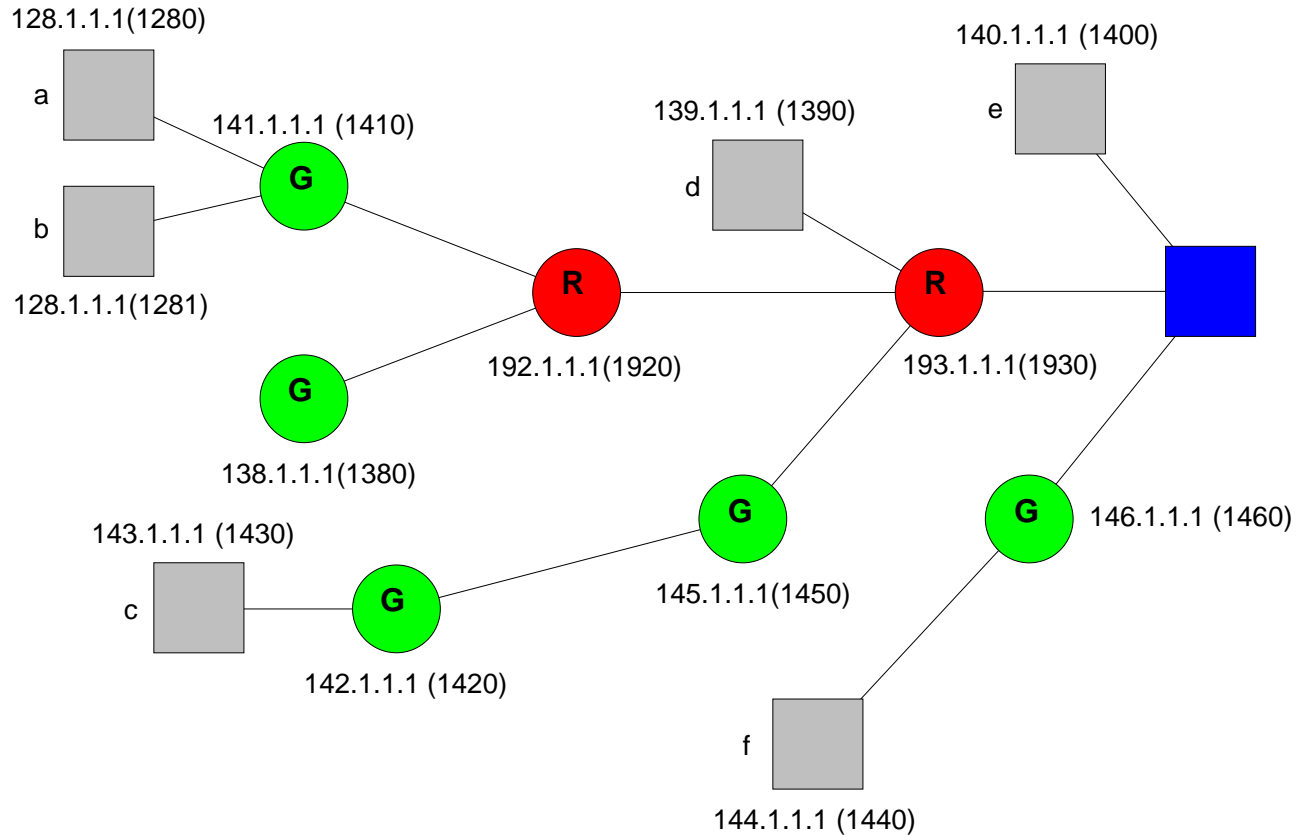 128.1.1.1(1280)
a
141.1.1.1 (1410)
G
b
128.1.1.1(1281)
140.1.1.1 (1400)
e
139.1.1.1 (1390)
d
R
192.1.1.1(1920)
R
193.1.1.1(1930)
G
138.1.1.1(1380)
G
145.1.1.1(1450)
G
146.1.1.1 (1460)
143.1.1.1 (1430)
c
G
142.1.1.1 (1420)
f
144.1.1.1 (1440)